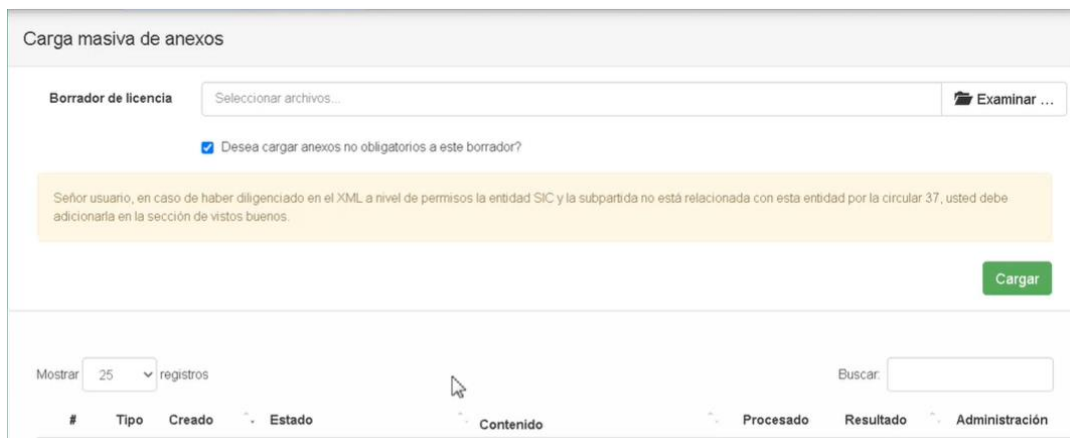 Carga masiva de anexos
Borrador de licencia Seleccionar archivos... Examinar ...
Desea cargar anexos no obligatorios a este borrador?
Señor usuario, en caso de haber diligenciado en el XML a nivel de permisos la entidad SIC y la subpartida no está relacionada con esta entidad por la circular 37, usted debe
adicionarla en la sección de vistos buenos.
Cargar
Mostrar 25 registros Buscar:
# Tipo Creado Estado Contenido Procesado Resultado Administración